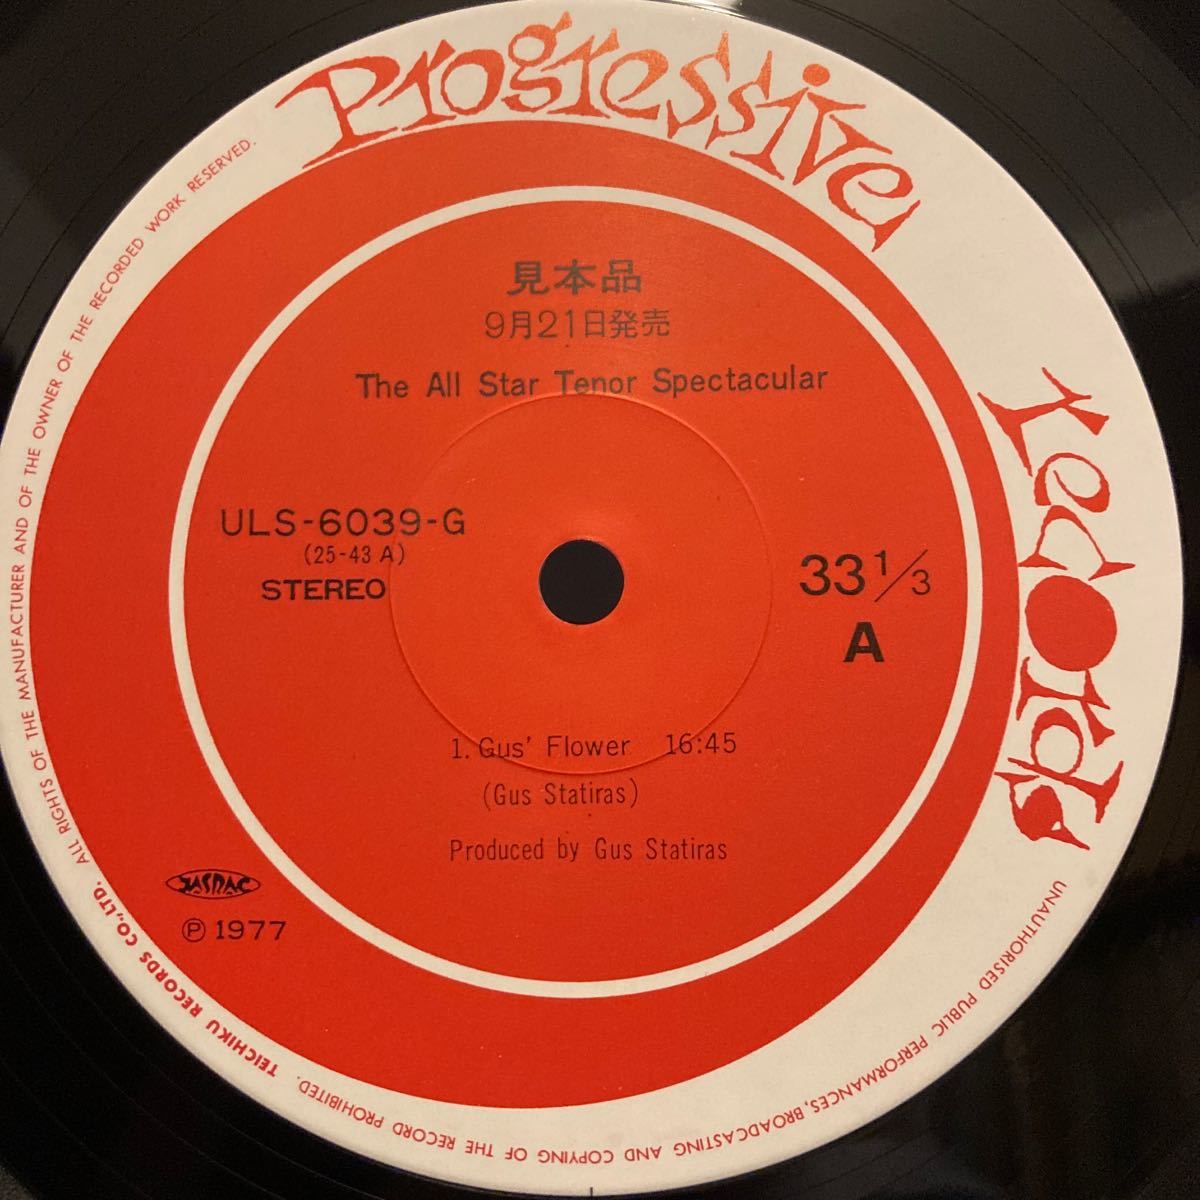 Progressive
records
見本品
9月21日発売
The All Star Tenor Spectacular
ULS-6039-G
(25-43 A)
STEREO
33 1/3
A
1. Gus' Flower 16:45
(Gus Statiras)
Produced by Gus Statiras
JASRAC
℗ 1977
TEICHIKU RECORDS CO.,LTD. ALL RIGHTS OF THE MANUFACTURER AND OF THE OWNER OF THE RECORDED WORK RESERVED.
UNAUTHORISED PUBLIC PERFORMANCES, BROADCASTING AND COPYING OF THE RECORD PROHIBITED.